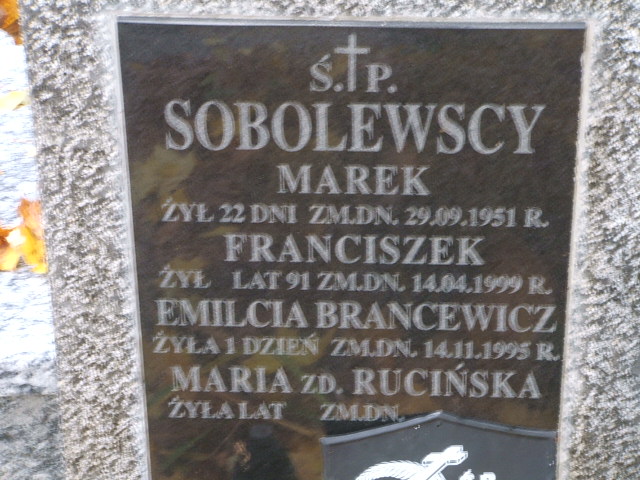 Ś.†P.
SOBOLEWSCY
MAREK
ŻYŁ 22 DNI ZM.DN. 29.09.1951 R.
FRANCISZEK
ŻYŁ LAT 91 ZM.DN. 14.04.1999 R.
EMILCIA BRANCEWICZ
ŻYŁA 1 DZIEŃ ZM.DN. 14.11.1995 R.
MARIA ZD. RUCIŃSKA
ŻYŁA LAT ZM.DN.